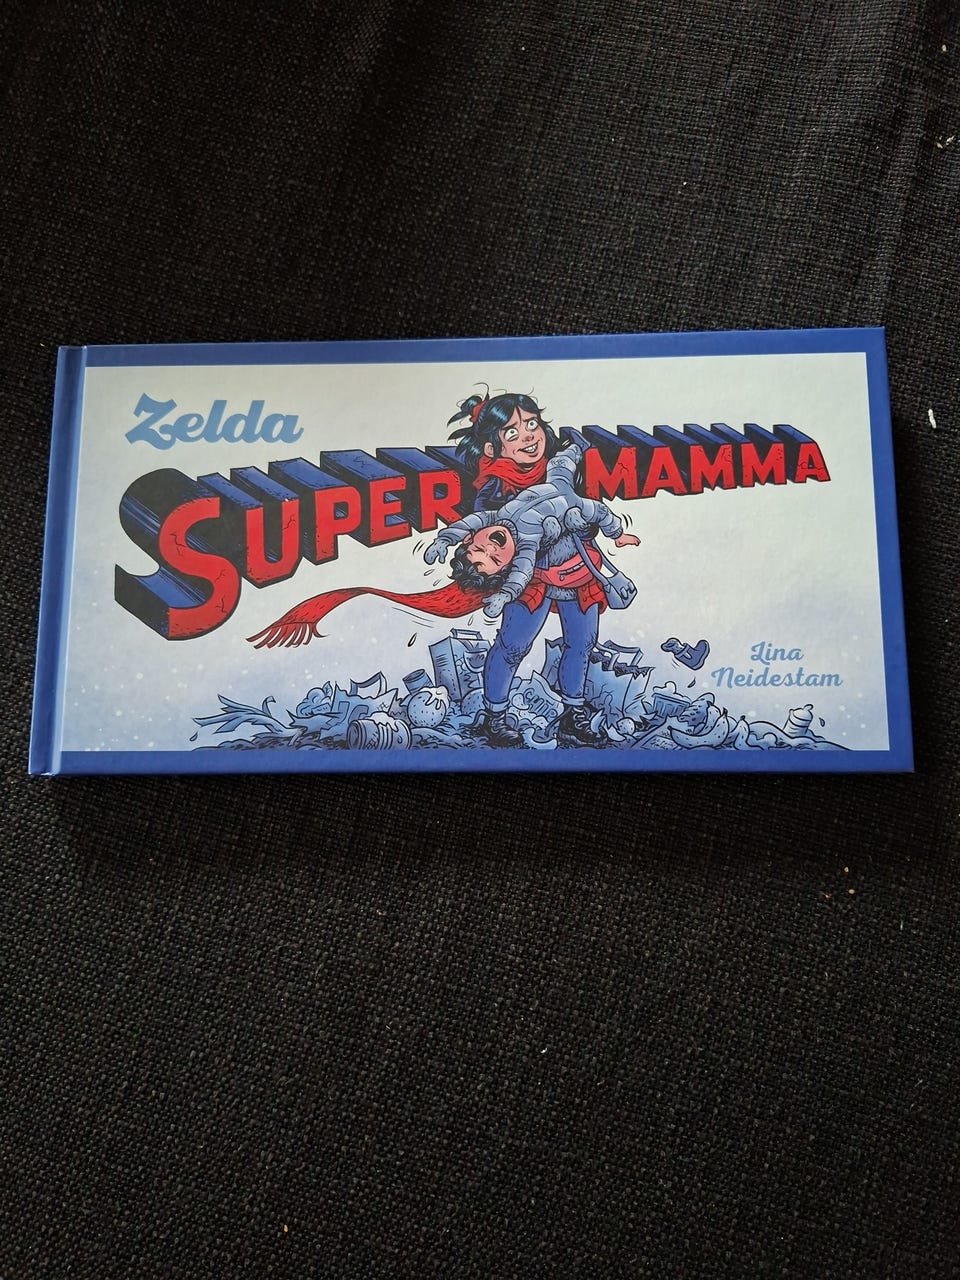 Zelda
SUPER MAMMA
Lina
Neidestam